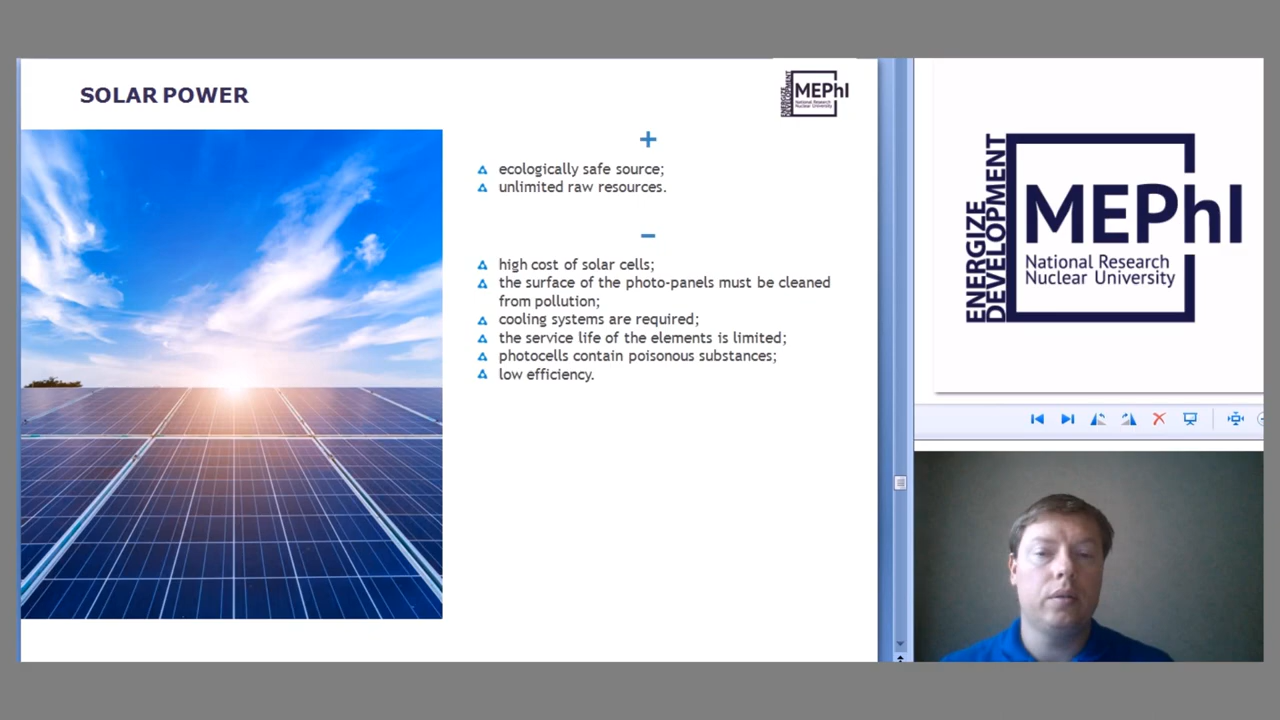 SOLAR POWER
ENERGIZE
DEVELOPMENT
MEPhI
National Research
Nuclear University
+
ecologically safe source;
unlimited raw resources.
−
high cost of solar cells;
the surface of the photo-panels must be cleaned
from pollution;
cooling systems are required;
the service life of the elements is limited;
photocells contain poisonous substances;
low efficiency.
ENERGIZE
DEVELOPMENT
MEPhI
National Research
Nuclear University